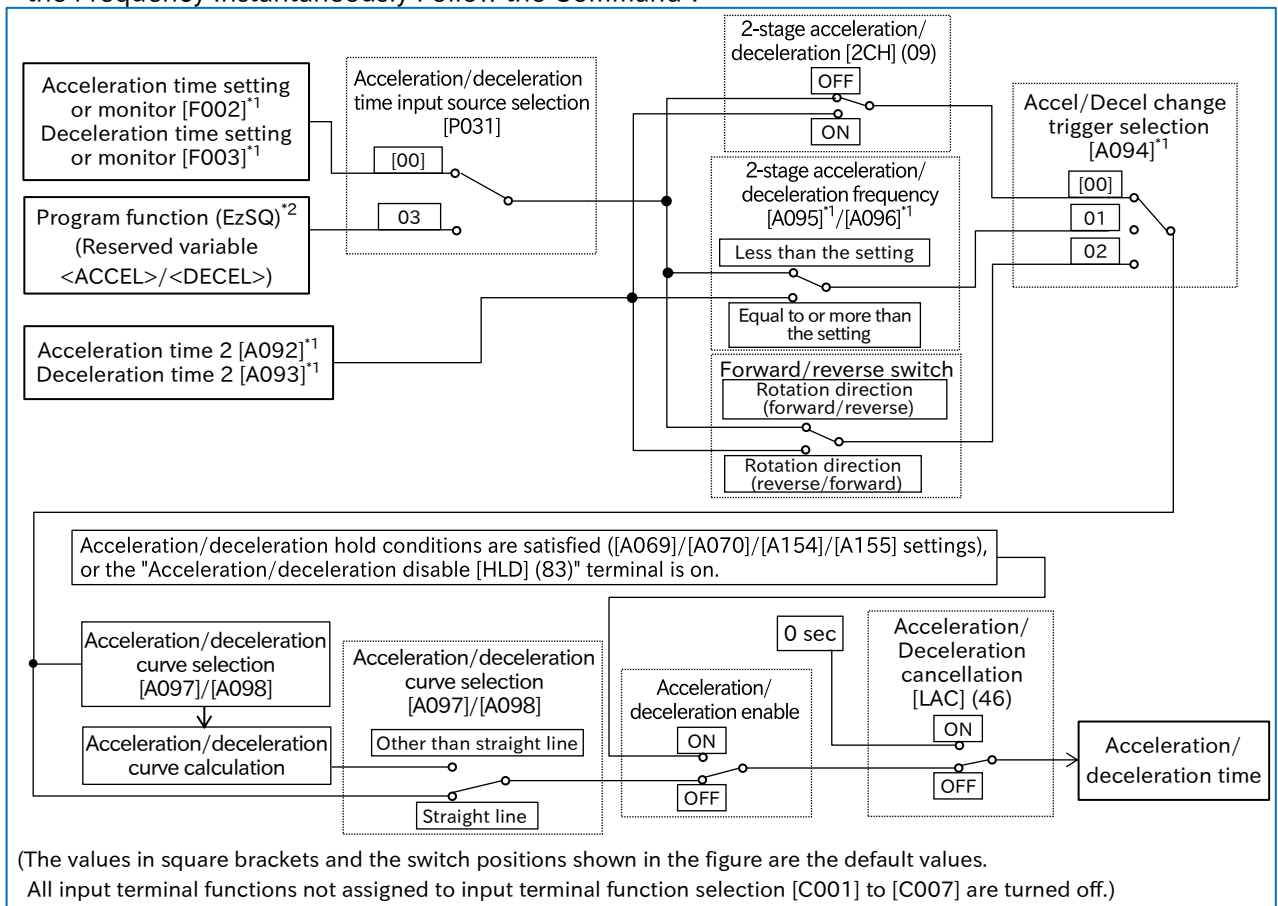 the Frequency Instantaneously Follow the Command".
Acceleration time setting
or monitor [F002]*1
Deceleration time setting
or monitor [F003]*1
Program function (EzSQ)*2
(Reserved variable
<ACCEL>/<DECEL>)
Acceleration time 2 [A092]*1
Deceleration time 2 [A093]*1
Acceleration/deceleration
time input source selection
[P031]
[00]
03
2-stage acceleration/
deceleration [2CH] (09)
OFF
ON
2-stage acceleration/
deceleration frequency
[A095]*1/[A096]*1
Less than the setting
Equal to or more than
the setting
Forward/reverse switch
Rotation direction
(forward/reverse)
Rotation direction
(reverse/forward)
Accel/Decel change
trigger selection
[A094]*1
[00]
01
02
Acceleration/deceleration hold conditions are satisfied ([A069]/[A070]/[A154]/[A155] settings),
or the "Acceleration/deceleration disable [HLD] (83)" terminal is on.
Acceleration/deceleration
curve selection
[A097]/[A098]
Acceleration/deceleration
curve calculation
Acceleration/deceleration
curve selection
[A097]/[A098]
Other than straight line
Straight line
Acceleration/
deceleration enable
ON
OFF
0 sec
Acceleration/
Deceleration
cancellation
[LAC] (46)
ON
OFF
Acceleration/
deceleration time
(The values in square brackets and the switch positions shown in the figure are the default values.
All input terminal functions not assigned to input terminal function selection [C001] to [C007] are turned off.)